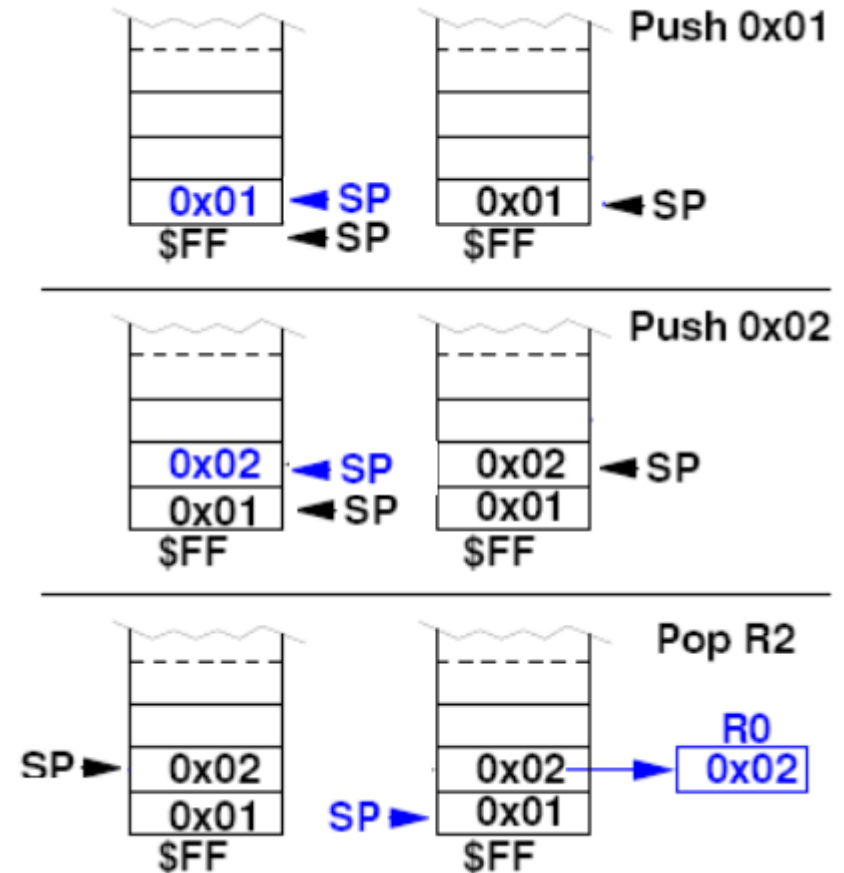 Push 0x01
0x01 SP 0x01 SP
$FF SP $FF
Push 0x02
0x02 SP 0x02 SP
0x01 SP 0x01
$FF $FF
Pop R2
R0
SP 0x02 0x02 0x02
0x01 SP 0x01
$FF $FF